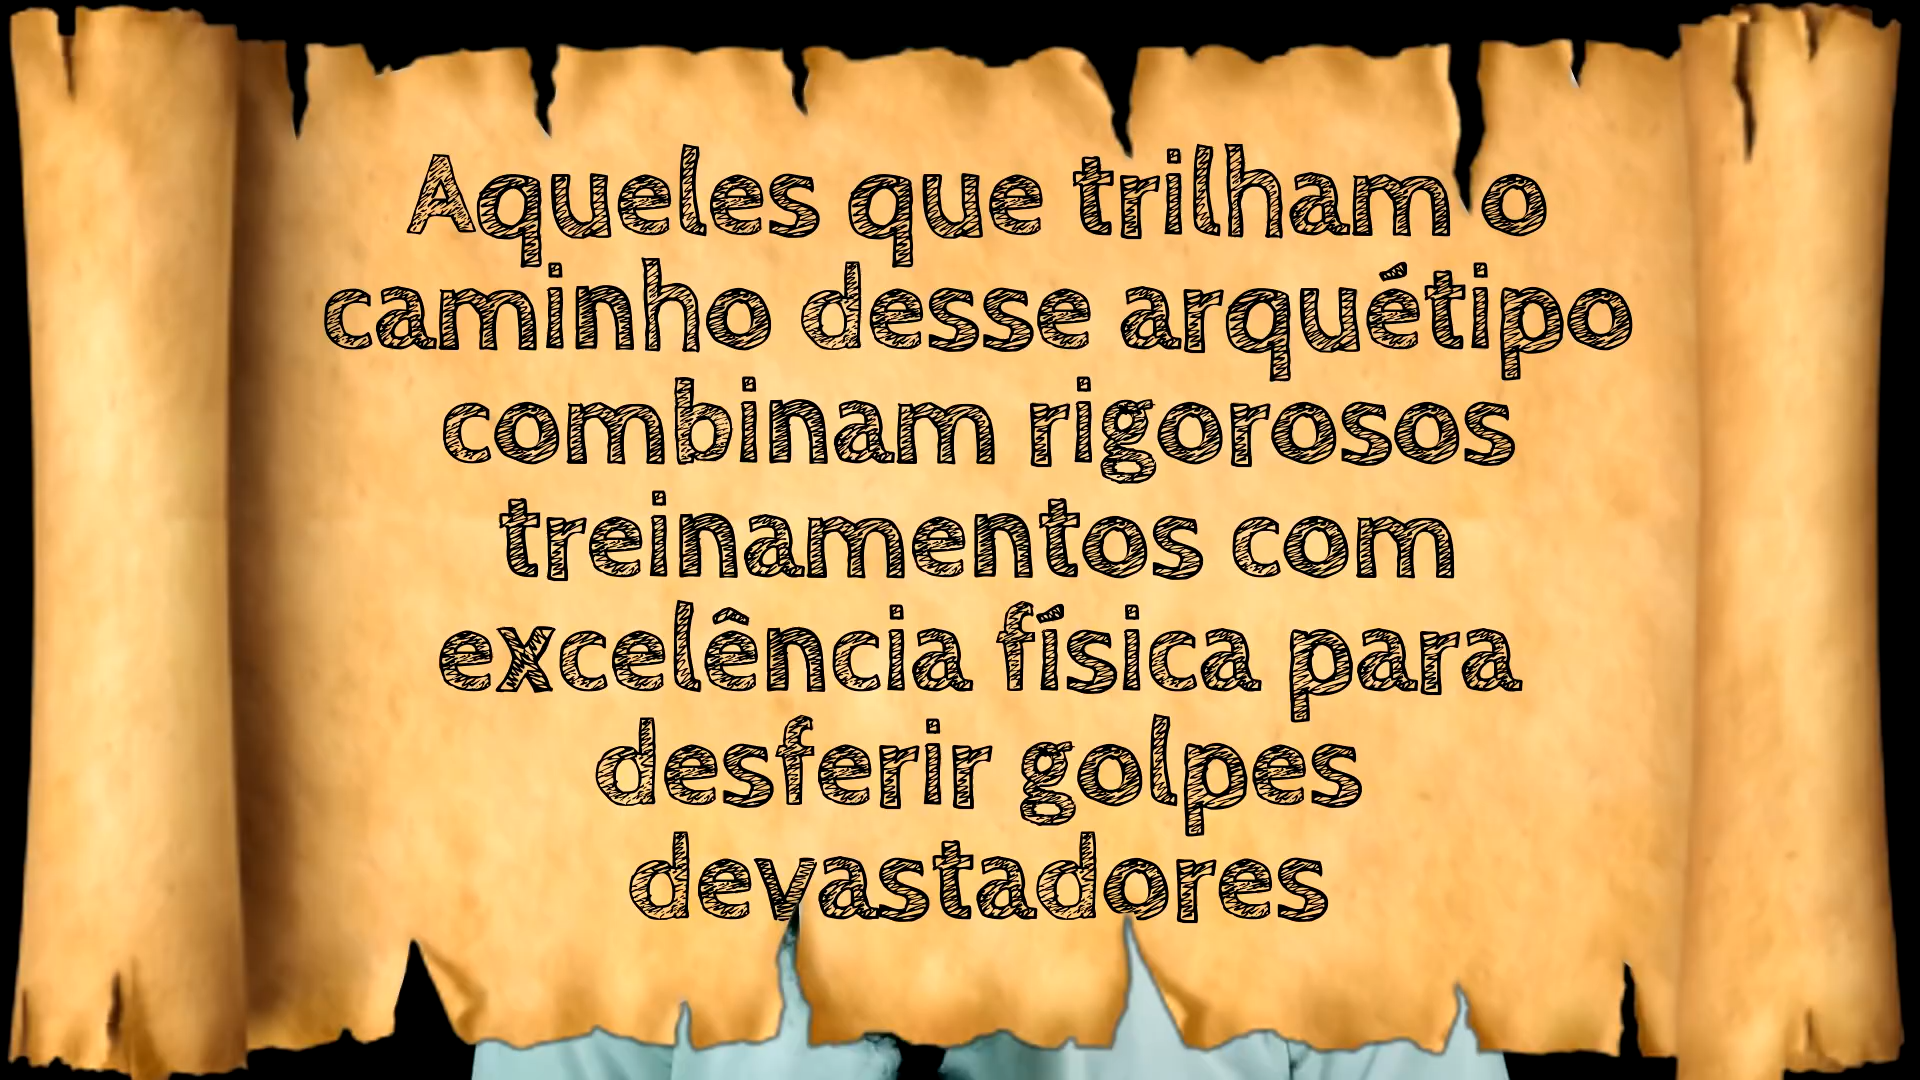 Aqueles que trilham o
caminho desse arquétipo
combinam rigorosos
treinamentos com
excelência física para
desferir golpes
devastadores